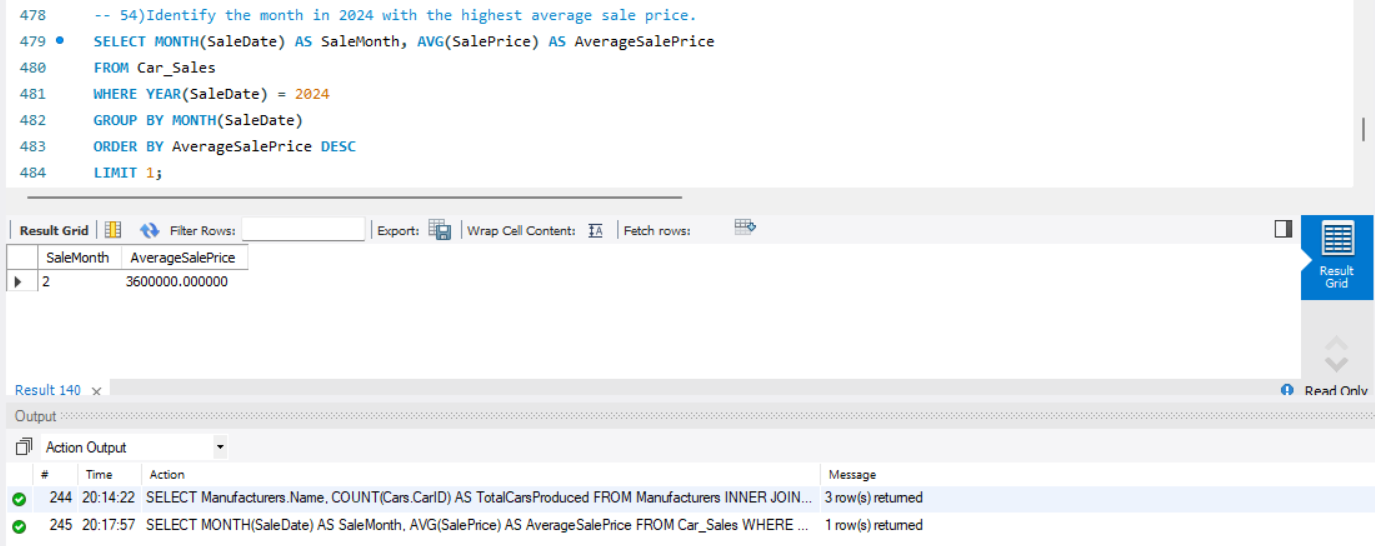 478 -- 54)Identify the month in 2024 with the highest average sale price.
479 SELECT MONTH(SaleDate) AS SaleMonth, AVG(SalePrice) AS AverageSalePrice
480 FROM Car_Sales
481 WHERE YEAR(SaleDate) = 2024
482 GROUP BY MONTH(SaleDate)
483 ORDER BY AverageSalePrice DESC
484 LIMIT 1;
Result Grid Filter Rows: Export: Wrap Cell Content: IA Fetch rows:
SaleMonth AverageSalePrice
2 3600000.000000
Result
Grid
Result 140 × Read Only
Output
Action Output
# Time Action Message
244 20:14:22 SELECT Manufacturers.Name, COUNT(Cars.CarID) AS TotalCarsProduced FROM Manufacturers INNER JOIN... 3 row(s) returned
245 20:17:57 SELECT MONTH(SaleDate) AS SaleMonth, AVG(SalePrice) AS AverageSalePrice FROM Car_Sales WHERE ... 1 row(s) returned